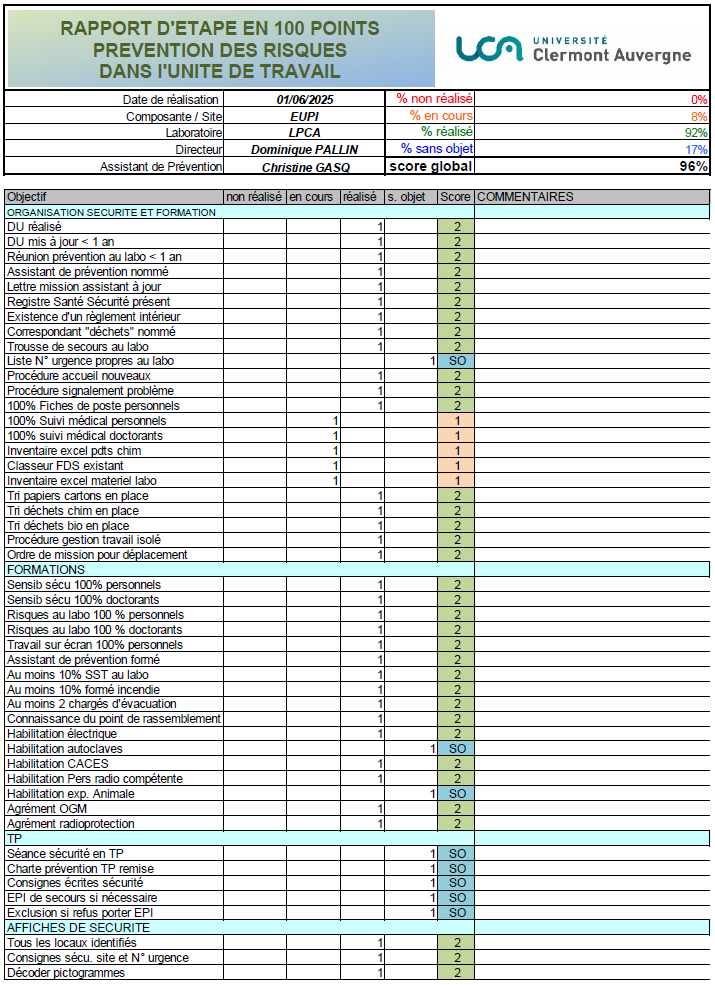 RAPPORT D'ETAPE EN 100 POINTS
PREVENTION DES RISQUES
DANS l'UNITE DE TRAVAIL
UCA UNIVERSITÉ
Clermont Auvergne
Date de réalisation 01/06/2025 % non réalisé 0%
Composante / Site EUPI % en cours 8%
Laboratoire LPCA % réalisé 92%
Directeur Dominique PALLIN % sans objet 17%
Assistant de Prévention Christine GASQ score global 96%
Objectif non réalisé en cours réalisé s. objet Score COMMENTAIRES
ORGANISATION SECURITE ET FORMATION
DU réalisé 1 2
DU mis à jour < 1 an 1 2
Réunion prévention au labo < 1 an 1 2
Assistant de prévention nommé 1 2
Lettre mission assistant à jour 1 2
Registre Santé Sécurité présent 1 2
Existence d'un règlement intérieur 1 2
Correspondant "déchets" nommé 1 2
Trousse de secours au labo 1 2
Liste N° urgence propres au labo 1 SO
Procédure accueil nouveaux 1 2
Procédure signalement problème 1 2
100% Fiches de poste personnels 1 2
100% Suivi médical personnels 1 1
100% suivi médical doctorants 1 1
Inventaire excel pdts chim 1 1
Classeur FDS existant 1 1
Inventaire excel materiel labo 1 1
Tri papiers cartons en place 1 2
Tri déchets chim en place 1 2
Tri déchets bio en place 1 2
Procédure gestion travail isolé 1 2
Ordre de mission pour déplacement 1 2
FORMATIONS
Sensib sécu 100% personnels 1 2
Sensib sécu 100% doctorants 1 2
Risques au labo 100 % personnels 1 2
Risques au labo 100 % doctorants 1 2
Travail sur écran 100% personnels 1 2
Assistant de prévention formé 1 2
Au moins 10% SST au labo 1 2
Au moins 10% formé incendie 1 2
Au moins 2 chargés d'évacuation 1 2
Connaissance du point de rassemblement 1 2
Habilitation électrique 1 2
Habilitation autoclaves 1 SO
Habilitation CACES 1 2
Habilitation Pers radio compétente 1 2
Habilitation exp. Animale 1 SO
Agrément OGM 1 2
Agrément radioprotection 1 2
TP
Séance sécurité en TP 1 SO
Charte prévention TP remise 1 SO
Consignes écrites sécurité 1 SO
EPI de secours si nécessaire 1 SO
Exclusion si refus porter EPI 1 SO
AFFICHES DE SECURITE
Tous les locaux identifiés 1 2
Consignes sécu. site et N° urgence 1 2
Décoder pictogrammes 1 2